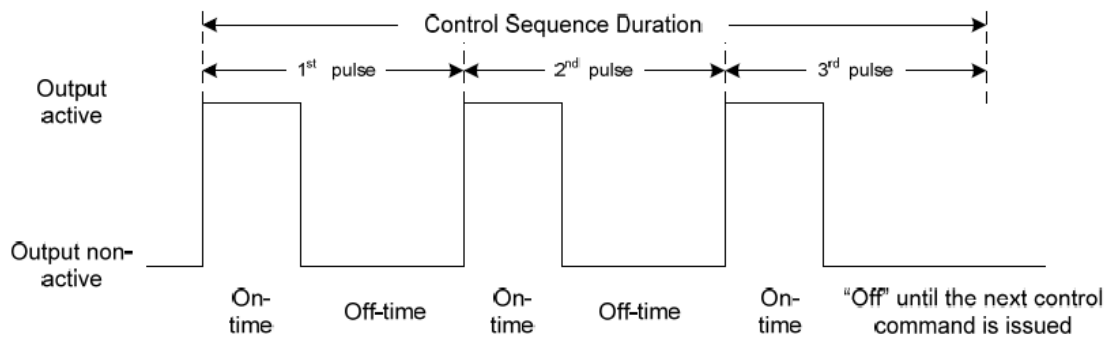 Control Sequence Duration
1st pulse
2nd pulse
3rd pulse
Output
active
Output non-
active
On-
time
Off-time
On-
time
Off-time
On-
time
“Off” until the next control
command is issued